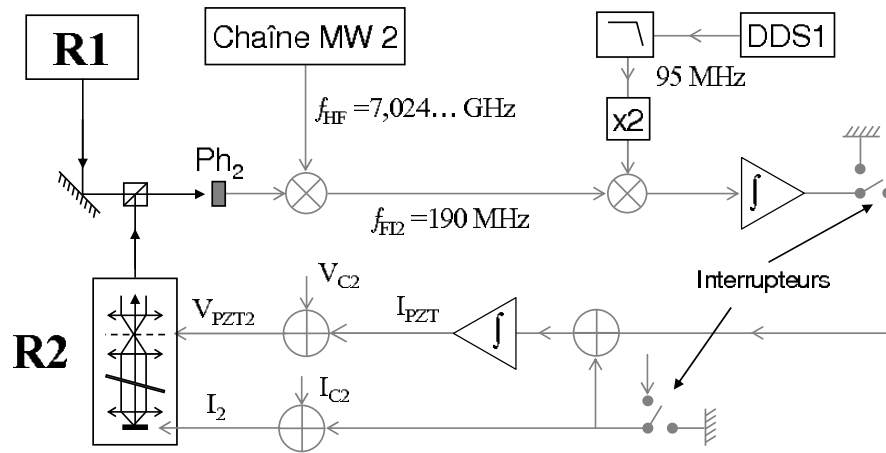 R1
Chaîne MW 2
DDS1
95 MHz
f_HF =7,024… GHz
x2
Ph₂
∫
f_FI2=190 MHz
Interrupteurs
V_C2
V_PZT2
I_PZT
∫
R2
I_C2
I₂